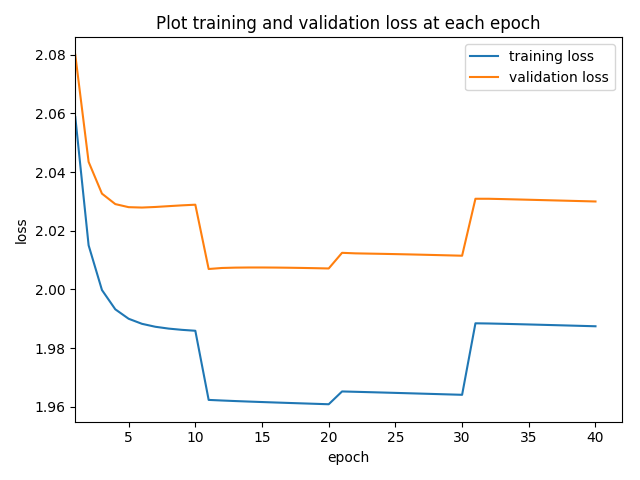 Plot training and validation loss at each epoch
training loss
validation loss
loss
2.08
2.06
2.04
2.02
2.00
1.98
1.96
5 10 15 20 25 30 35 40
epoch